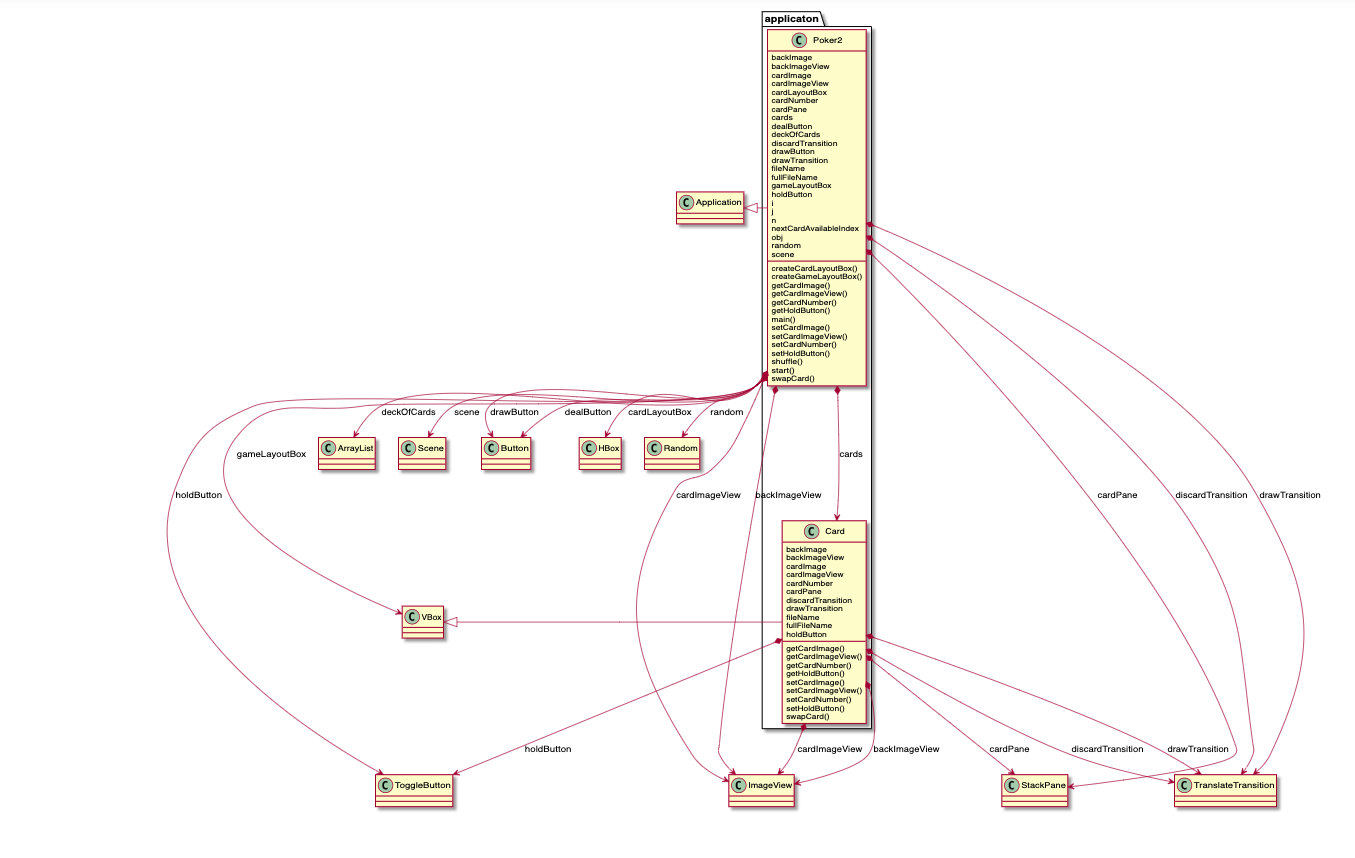 applicaton
C Poker2
backImage
backImageView
cardImage
cardImageView
cardLayoutBox
cardNumber
cardPane
cards
dealButton
deckOfCards
discardTransition
drawButton
drawTransition
fileName
fullFileName
gameLayoutBox
holdButton
i
j
n
nextCardAvailableIndex
obj
random
scene
createCardLayoutBox()
createGameLayoutBox()
getCardImage()
getCardImageView()
getCardNumber()
getHoldButton()
main()
setCardImage()
setCardImageView()
setCardNumber()
setHoldButton()
shuffle()
start()
swapCard()
C Application
deckOfCards
scene
drawButton
dealButton
cardLayoutBox
random
C ArrayList
C Scene
C Button
C HBox
C Random
gameLayoutBox
cards
holdButton
cardImageView
backImageView
cardPane
discardTransition
drawTransition
C Card
backImage
backImageView
cardImage
cardImageView
cardNumber
cardPane
discardTransition
drawTransition
fileName
fullFileName
holdButton
getCardImage()
getCardImageView()
getCardNumber()
getHoldButton()
setCardImage()
setCardImageView()
setCardNumber()
setHoldButton()
swapCard()
C VBox
holdButton
cardImageView
backImageView
cardPane
discardTransition
drawTransition
C ToggleButton
C ImageView
C StackPane
C TranslateTransition